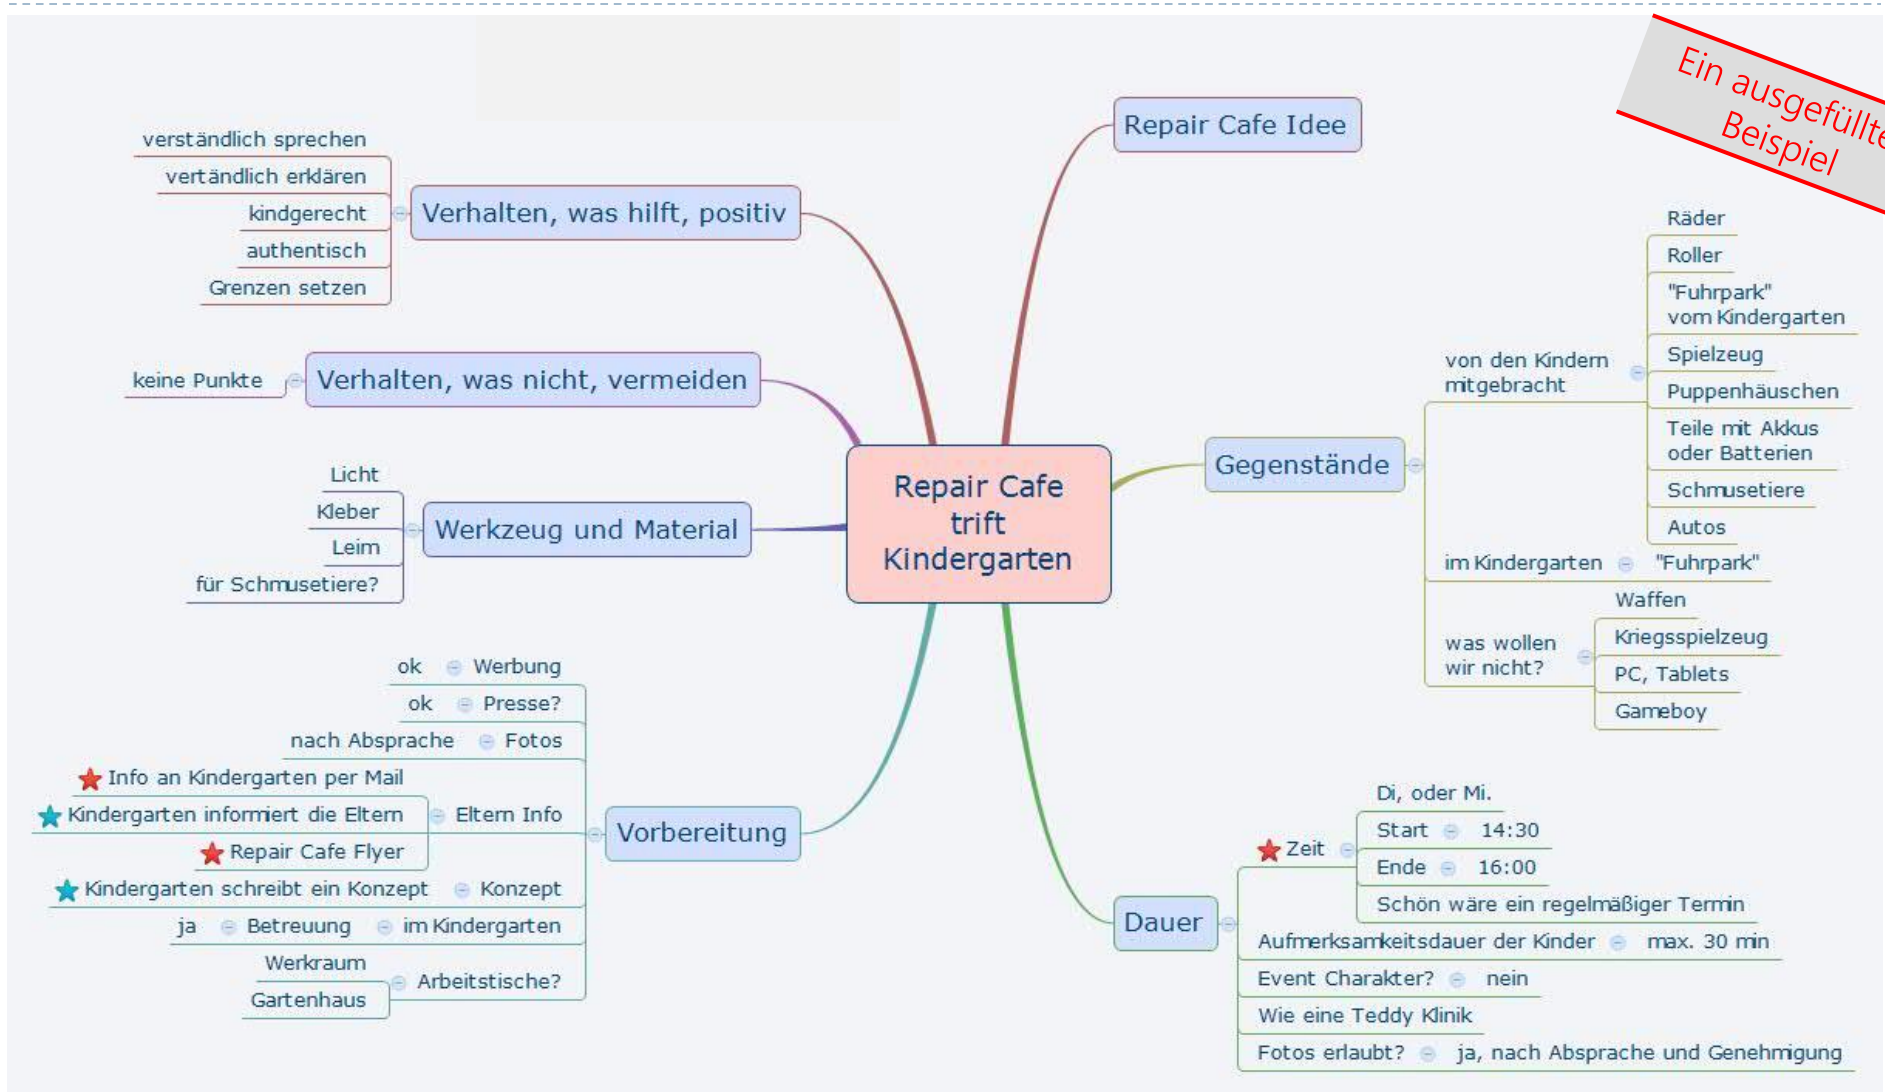 Ein ausgefüllte
Beispiel
Repair Cafe
trift
Kindergarten
Repair Cafe Idee
Gegenstände
von den Kindern
mitgebracht
Räder
Roller
"Fuhrpark"
vom Kindergarten
Spielzeug
Puppenhäuschen
Teile mit Akkus
oder Batterien
Schmusetiere
Autos
im Kindergarten
"Fuhrpark"
was wollen
wir nicht?
Waffen
Kriegsspielzeug
PC, Tablets
Gameboy
Dauer
Zeit
Di, oder Mi.
Start 14:30
Ende 16:00
Schön wäre ein regelmäßiger Termin
Aufmerksamkeitsdauer der Kinder max. 30 min
Event Charakter? nein
Wie eine Teddy Klinik
Fotos erlaubt? ja, nach Absprache und Genehmigung
Verhalten, was hilft, positiv
verständlich sprechen
vertändlich erklären
kindgerecht
authentisch
Grenzen setzen
Verhalten, was nicht, vermeiden
keine Punkte
Werkzeug und Material
Licht
Kleber
Leim
für Schmusetiere?
Vorbereitung
ok Werbung
ok Presse?
nach Absprache Fotos
Eltern Info
Info an Kindergarten per Mail
Kindergarten informiert die Eltern
Repair Cafe Flyer
Kindergarten schreibt ein Konzept Konzept
ja Betreuung im Kindergarten
Arbeitstische?
Werkraum
Gartenhaus